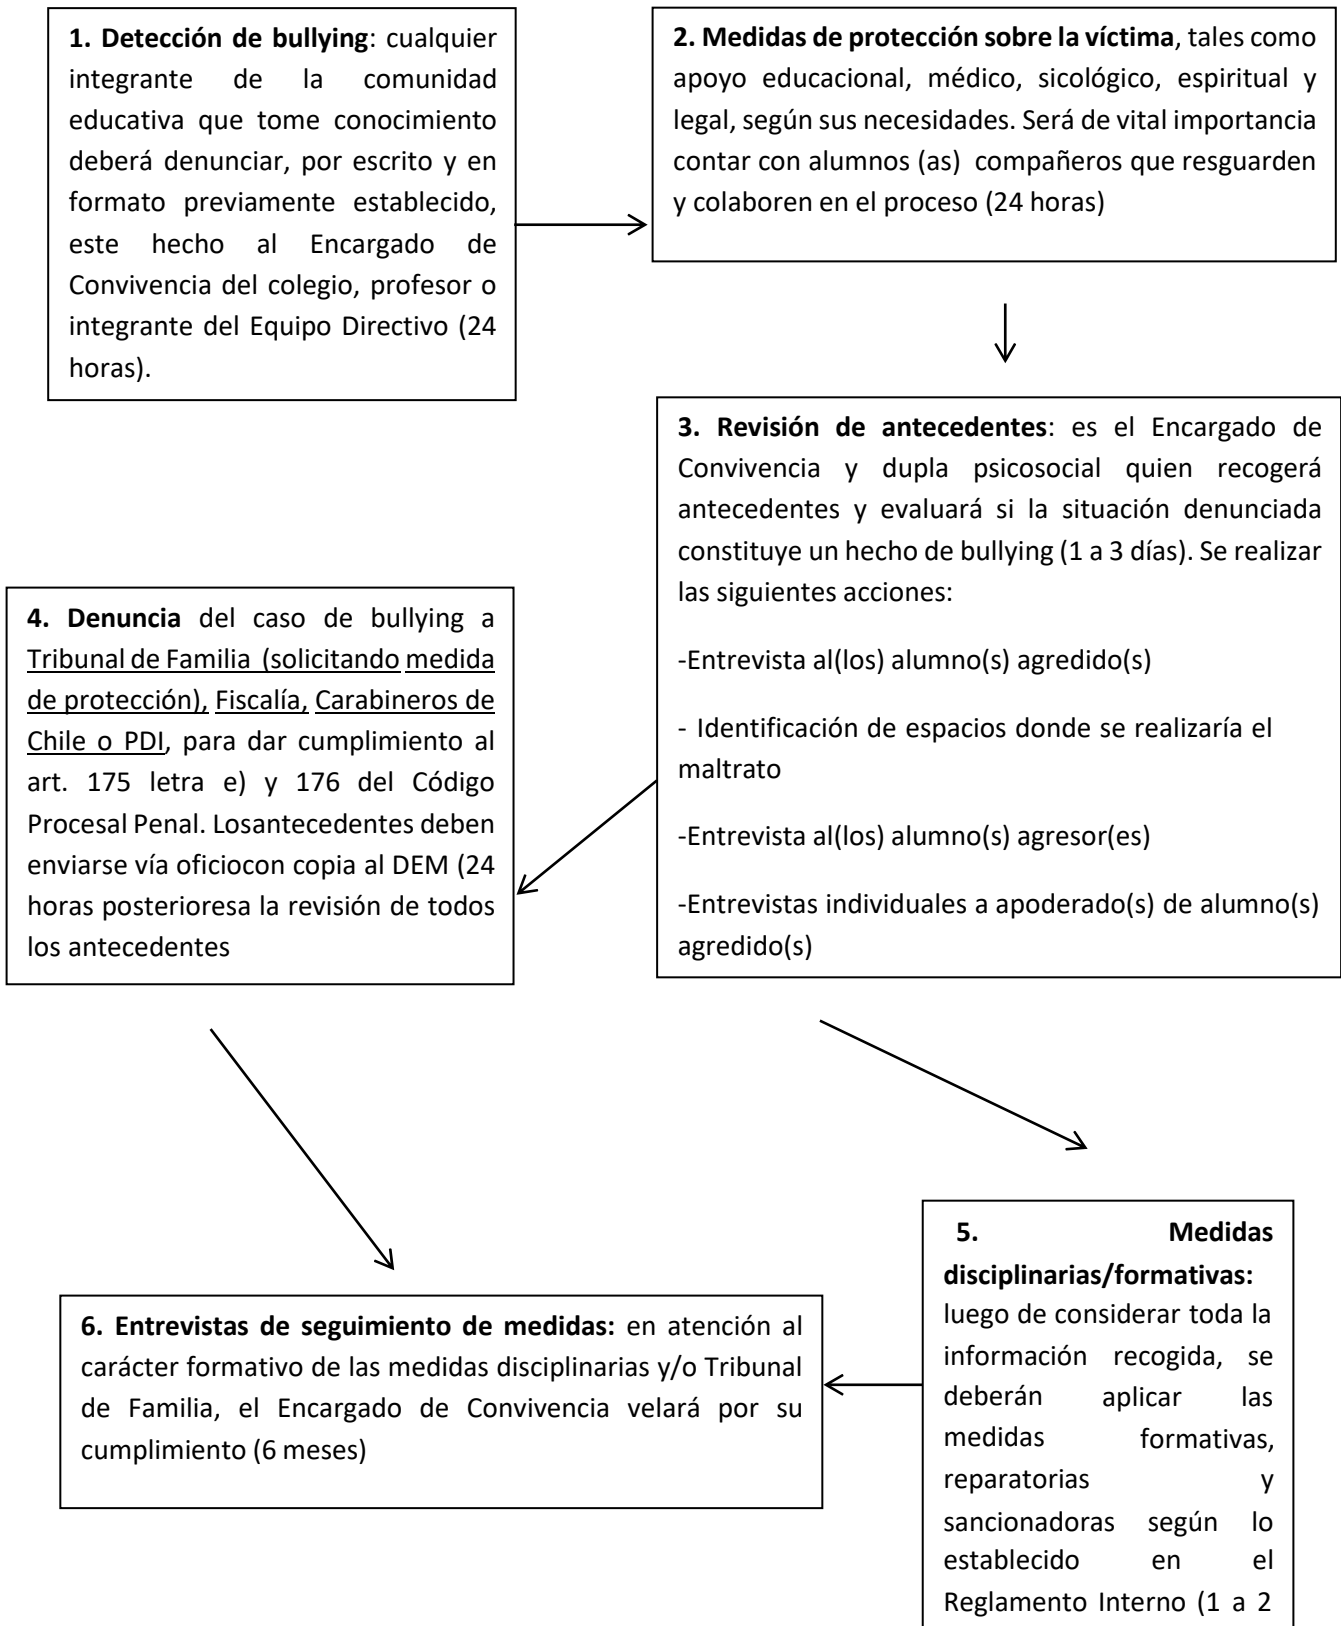 1. Detección de bullying: cualquier
integrante de la comunidad
educativa que tome conocimiento
deberá denunciar, por escrito y en
formato previamente establecido,
este hecho al Encargado de
Convivencia del colegio, profesor o
integrante del Equipo Directivo (24
horas).
2. Medidas de protección sobre la víctima, tales como
apoyo educacional, médico, sicológico, espiritual y
legal, según sus necesidades. Será de vital importancia
contar con alumnos (as) compañeros que resguarden
y colaboren en el proceso (24 horas)
3. Revisión de antecedentes: es el Encargado de
Convivencia y dupla psicosocial quien recogerá
antecedentes y evaluará si la situación denunciada
constituye un hecho de bullying (1 a 3 días). Se realizar
las siguientes acciones:
-Entrevista al(los) alumno(s) agredido(s)
- Identificación de espacios donde se realizaría el
maltrato
-Entrevista al(los) alumno(s) agresor(es)
-Entrevistas individuales a apoderado(s) de alumno(s)
agredido(s)
4. Denuncia del caso de bullying a
Tribunal de Familia (solicitando medida
de protección), Fiscalía, Carabineros de
Chile o PDI, para dar cumplimiento al
art. 175 letra e) y 176 del Código
Procesal Penal. Losantecedentes deben
enviarse vía oficiocon copia al DEM (24
horas posterioresa la revisión de todos
los antecedentes
5. Medidas
disciplinarias/formativas:
luego de considerar toda la
información recogida, se
deberán aplicar las
medidas formativas,
reparatorias y
sancionadoras según lo
establecido en el
Reglamento Interno (1 a 2
6. Entrevistas de seguimiento de medidas: en atención al
carácter formativo de las medidas disciplinarias y/o Tribunal
de Familia, el Encargado de Convivencia velará por su
cumplimiento (6 meses)